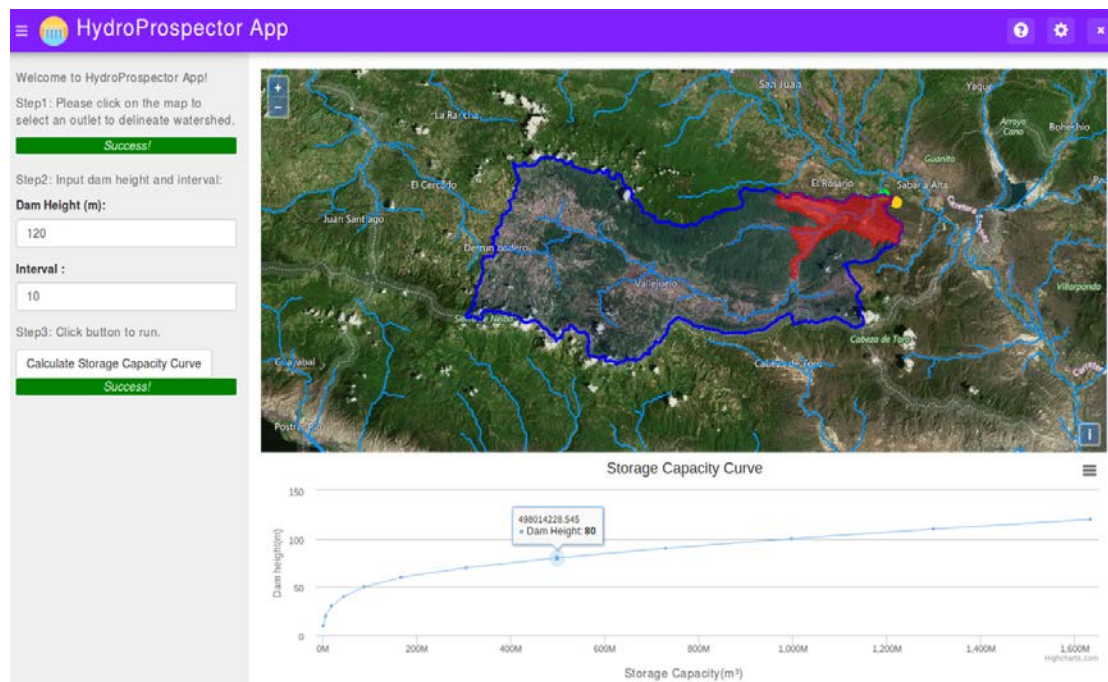 HydroProspector App
Welcome to HydroProspector App!
Step1: Please click on the map to
select an outlet to delineate watershed.
Success!
Step2: Input dam height and interval:
Dam Height (m):
120
Interval :
10
Step3: Click button to run.
Calculate Storage Capacity Curve
Success!
+
−
San Juan
Yaque
La Rancha
Arroyo
Cano
Bohechio
Guanito
El Cercado
El Rosario
Sabana Alta
Juan Santiago
Vallejuelo
Villarpando
Cabeza de Toro
Cabeza de Toro
i
Storage Capacity Curve
150
100
50
0
Dam height(m)
498014228.545
Dam Height: 80
0M
200M
400M
600M
800M
1,000M
1,200M
1,400M
1,600M
Highcharts.com
Storage Capacity(m³)